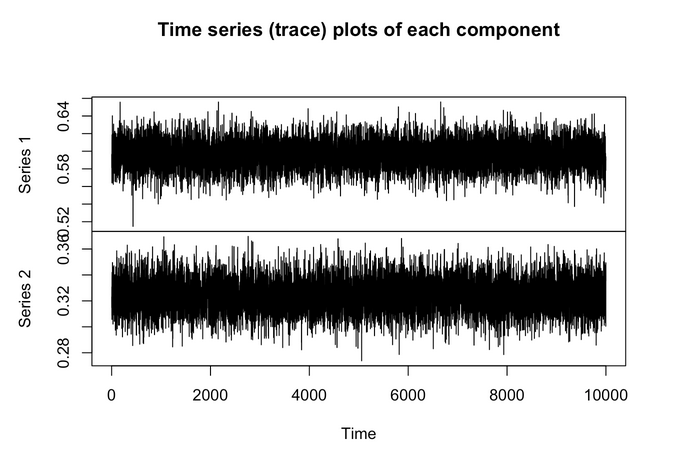 Time series (trace) plots of each component
Series 1
0.64
0.58
0.52
Series 2
0.36
0.32
0.28
0 2000 4000 6000 8000 10000
Time